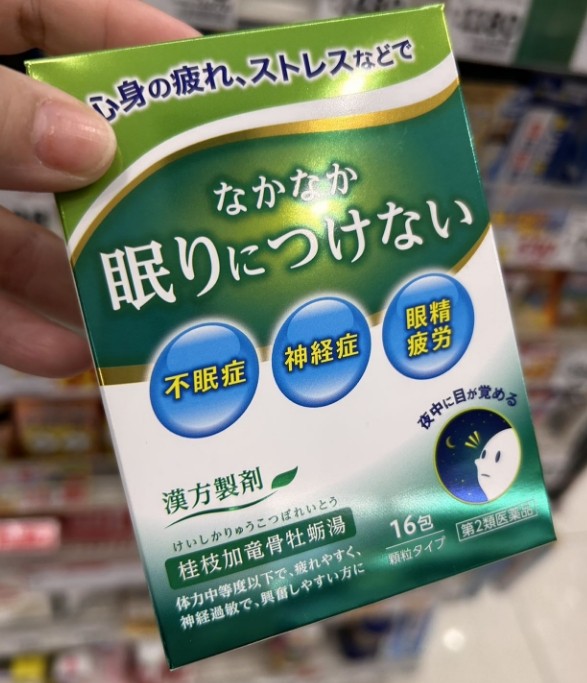 心身の疲れ、ストレスなどで
なかなか
眠りにつけない
不眠症
神経症
眼精
疲労
夜中に目が覚める
漢方製剤
けいしかりゅうこつぼれいとう
桂枝加竜骨牡蛎湯
16包
顆粒タイプ
第2類医薬品
体力中等度以下で、疲れやすく、
神経過敏で、興奮しやすい方に